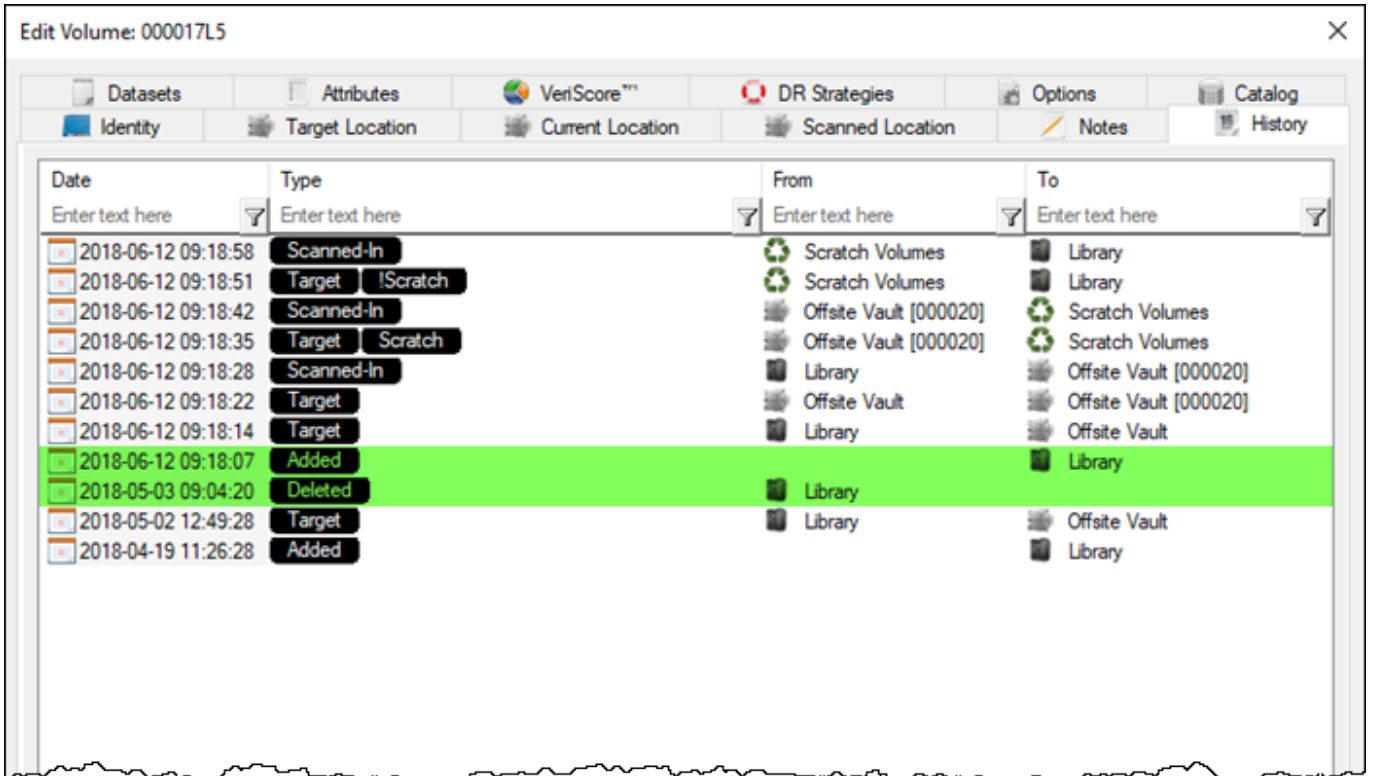 Edit Volume: 000017L5
Datasets Attributes VeriScore™ DR Strategies Options Catalog
Identity Target Location Current Location Scanned Location Notes History
Date Type From To
Enter text here Enter text here Enter text here Enter text here
2018-06-12 09:18:58 Scanned-In Scratch Volumes Library
2018-06-12 09:18:51 Target !Scratch Scratch Volumes Library
2018-06-12 09:18:42 Scanned-In Offsite Vault [000020] Scratch Volumes
2018-06-12 09:18:35 Target Scratch Offsite Vault [000020] Scratch Volumes
2018-06-12 09:18:28 Scanned-In Library Offsite Vault [000020]
2018-06-12 09:18:22 Target Offsite Vault Offsite Vault [000020]
2018-06-12 09:18:14 Target Library Offsite Vault
2018-06-12 09:18:07 Added Library
2018-05-03 09:04:20 Deleted Library
2018-05-02 12:49:28 Target Library Offsite Vault
2018-04-19 11:26:28 Added Library